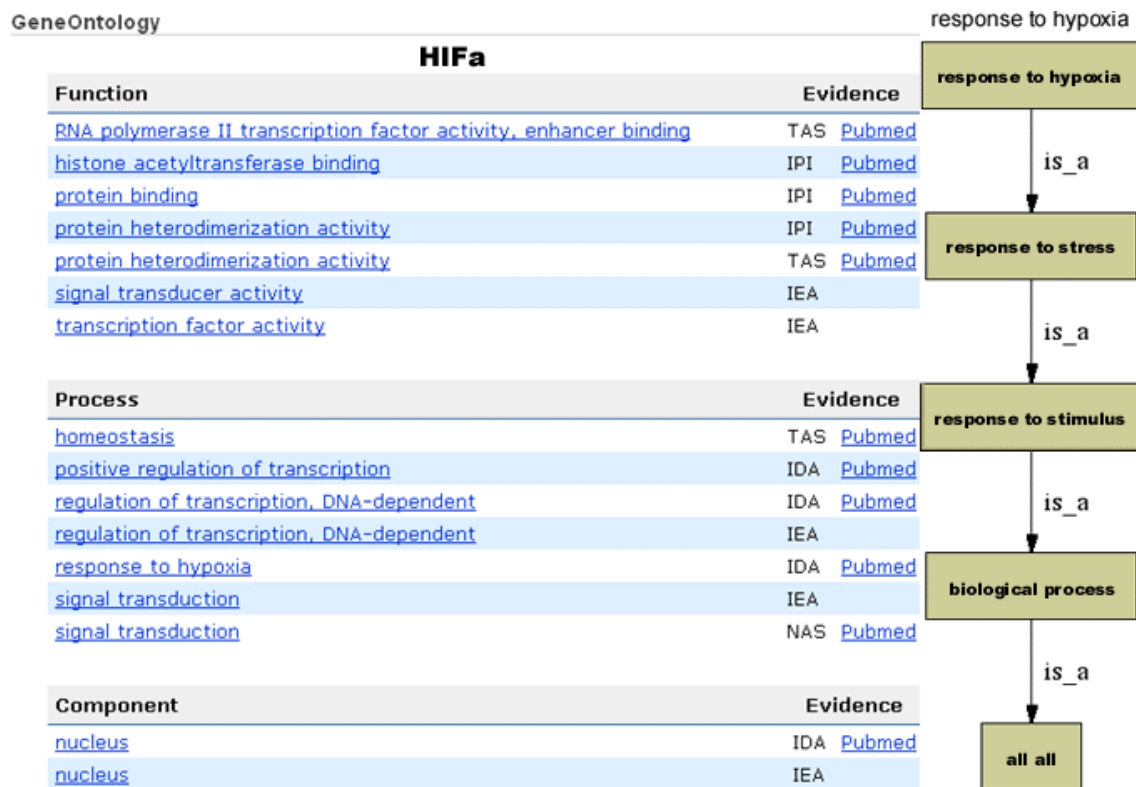 GeneOntology
HIFa
Function Evidence
RNA polymerase II transcription factor activity, enhancer binding TAS Pubmed
histone acetyltransferase binding IPI Pubmed
protein binding IPI Pubmed
protein heterodimerization activity IPI Pubmed
protein heterodimerization activity TAS Pubmed
signal transducer activity IEA
transcription factor activity IEA
Process Evidence
homeostasis TAS Pubmed
positive regulation of transcription IDA Pubmed
regulation of transcription, DNA-dependent IDA Pubmed
regulation of transcription, DNA-dependent IEA
response to hypoxia IDA Pubmed
signal transduction IEA
signal transduction NAS Pubmed
Component Evidence
nucleus IDA Pubmed
nucleus IEA
response to hypoxia
response to hypoxia
is_a
response to stress
is_a
response to stimulus
is_a
biological process
is_a
all all